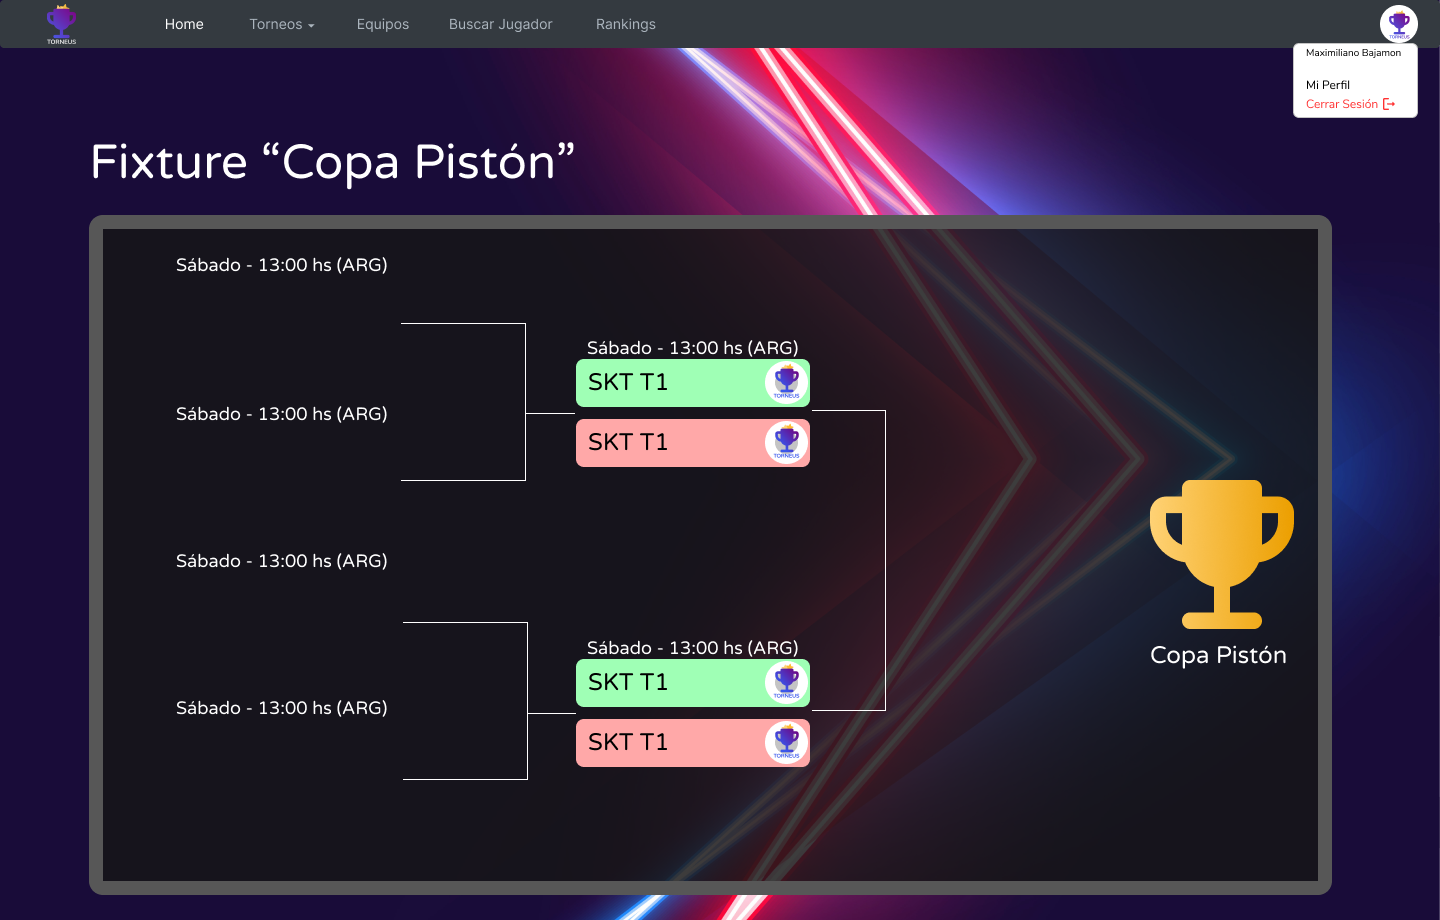 TORNEUS
Home
Torneos
Equipos
Buscar Jugador
Rankings
TORNEUS
Maximiliano Bajamon
Mi Perfil
Cerrar Sesión
Fixture “Copa Pistón”
Sábado - 13:00 hs (ARG)
Sábado - 13:00 hs (ARG)
SKT T1
TORNEUS
Sábado - 13:00 hs (ARG)
SKT T1
TORNEUS
Sábado - 13:00 hs (ARG)
Sábado - 13:00 hs (ARG)
Copa Pistón
SKT T1
TORNEUS
Sábado - 13:00 hs (ARG)
SKT T1
TORNEUS